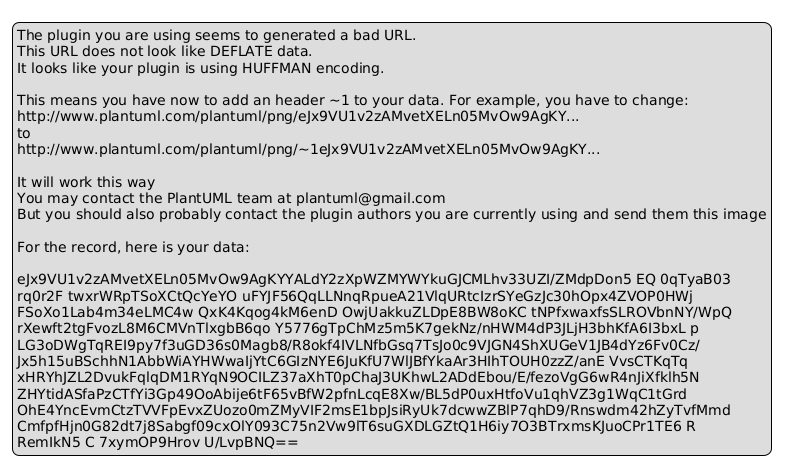 The plugin you are using seems to generated a bad URL.
This URL does not look like DEFLATE data.
It looks like your plugin is using HUFFMAN encoding.
This means you have now to add an header ~1 to your data. For example, you have to change:
http://www.plantuml.com/plantuml/png/eJx9VU1v2zAMvetXELn05MvOw9AgKY...
to
http://www.plantuml.com/plantuml/png/~1eJx9VU1v2zAMvetXELn05MvOw9AgKY...
It will work this way
You may contact the PlantUML team at plantuml@gmail.com
But you should also probably contact the plugin authors you are currently using and send them this image
For the record, here is your data:
eJx9VU1v2zAMvetXELn05MvOw9AgKYYALdY2zXpWZMYWYkuGJCMLhv33UZI/ZMdpDon5 EQ 0qTyaB03
rq0r2F twxrWRpTSoXCtQcYeYO uFYJF56QqLLNnqRpueA21VlqURtcIzrSYeGzJc30hOpx4ZVOP0HWj
FSoXo1Lab4m34eLMC4w QxK4Kqog4kM6enD OwjUakkuZLDpE8BW8oKC tNPfxwaxfsSLROVbnNY/WpQ
rXewft2tgFvozL8M6CMVnTlxgbB6qo Y5776gTpChMz5m5K7gekNz/nHWM4dP3JLjH3bhKfA6I3bxL p
LG3oDWgTqREI9py7f3uGD36s0Magb8/R8okf4IVLNfbGsq7TsJo0c9VJGN4ShXUGeV1JB4dYz6Fv0Cz/
Jx5h15uBSchhN1AbbWiAYHWwaljYtC6GIzNYE6JuKfU7WlJBfYkaAr3HlhTOUH0zzZ/anE VvsCTKqTq
xHRYhJZL2DvukFqlqDM1RYqN9OCILZ37aXhT0pChaJ3UKhwL2ADdEbou/E/fezoVgG6wR4nJiXfklh5N
ZHYtidASfaPzCTfYi3Gp49OoAbije6tF65vBfW2pfnLcqE8Xw/BL5dP0uxHtfoVu1qhVZ3g1WqC1tGrd
OhE4YncEvmCtzTVVFpEvxZUozo0mZMyVIF2msE1bpJsiRyUk7dcwwZBlP7qhD9/Rnswdm42hZyTvfMmd
CmfpfHjn0G82dt7j8Sabgf09cxOlY093C75n2Vw9lT6suGXDLGZtQ1H6iy7O3BTrxmsKJuoCPr1TE6 R
RemIkN5 C 7xymOP9Hrov U/LvpBNQ==